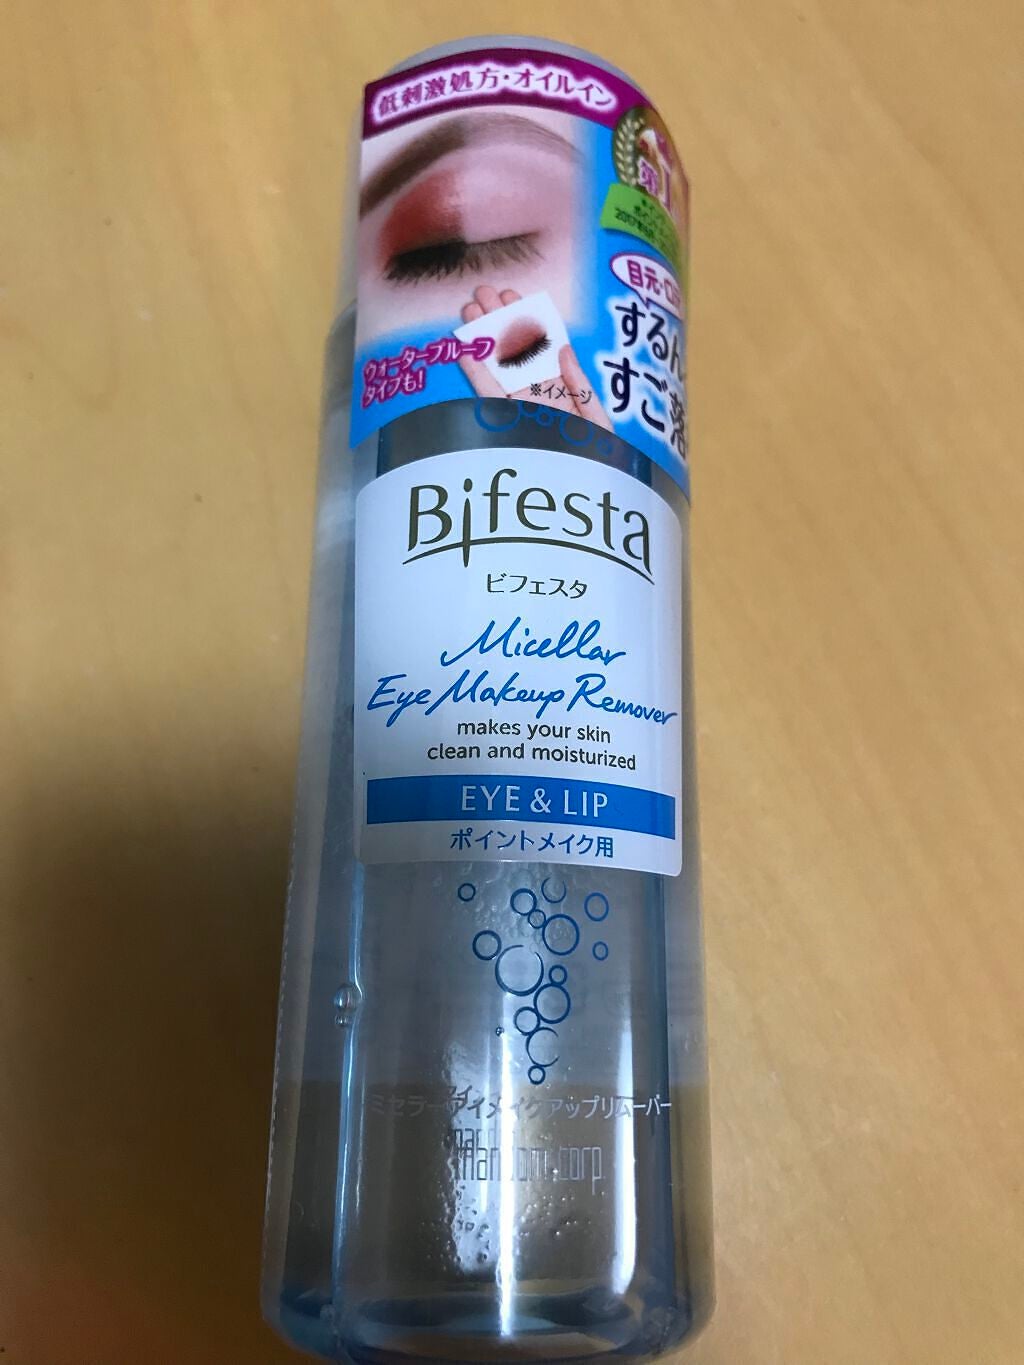 低刺激処方・オイルイン
第1
目元・
するん
すご落
ウォータープルーフ
タイプも!
※イメージ
Bifesta
ビフェスタ
Micellar
Eye Makeup Remover
makes your skin
clean and moisturized
EYE & LIP
ポイントメイク用
ミセラーアイメイクアップリムーバー
mandom corp.